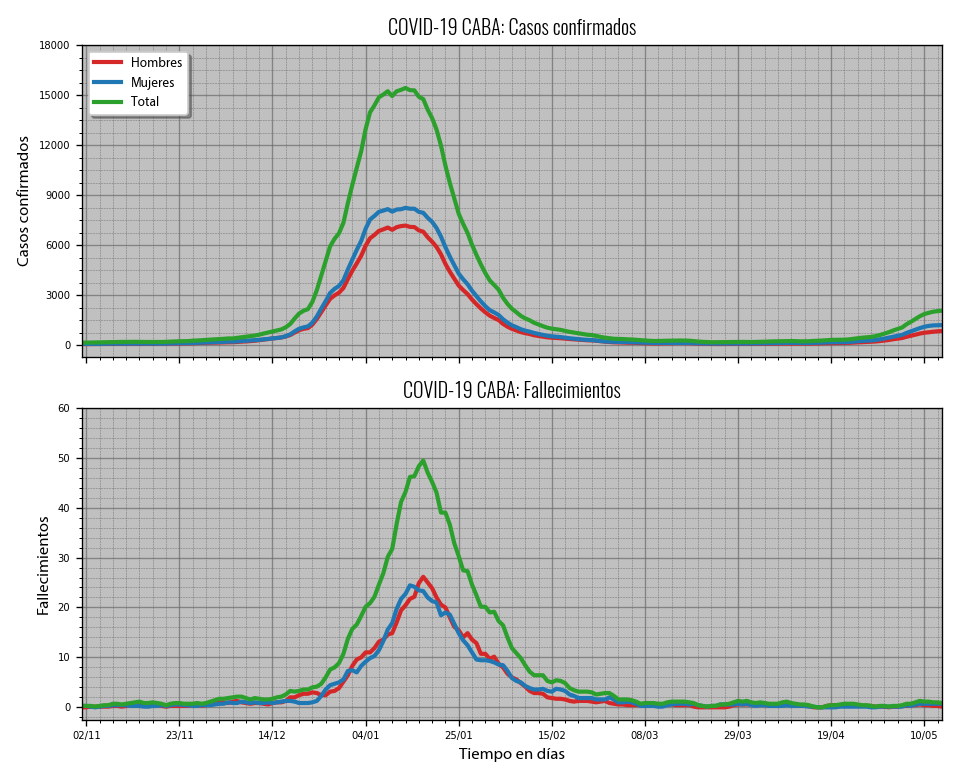 COVID-19 CABA: Casos confirmados
18000
15000
12000
9000
6000
3000
0
Casos confirmados
Hombres
Mujeres
Total
COVID-19 CABA: Fallecimientos
60
50
40
30
20
10
0
Fallecimientos
02/11 23/11 14/12 04/01 25/01 15/02 08/03 29/03 19/04 10/05
Tiempo en días